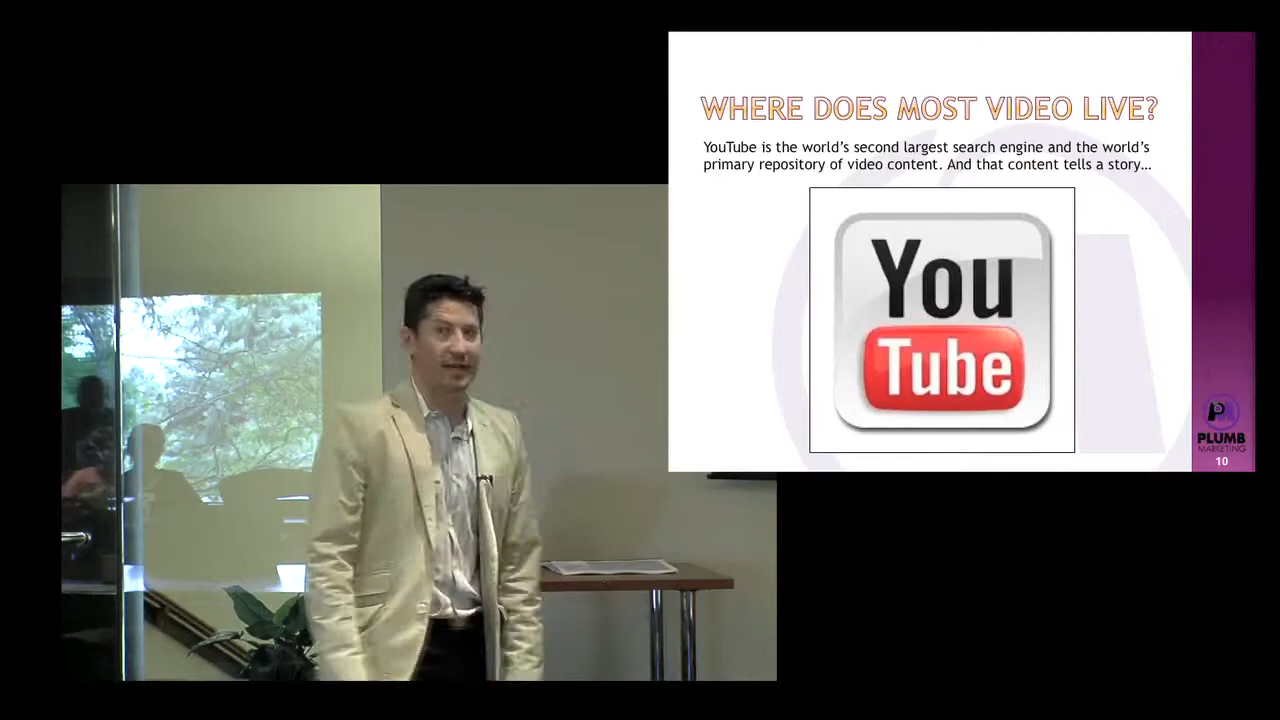 WHERE DOES MOST VIDEO LIVE?
YouTube is the world's second largest search engine and the world's
primary repository of video content. And that content tells a story…
You
Tube
PLUMB
MARKETING
10